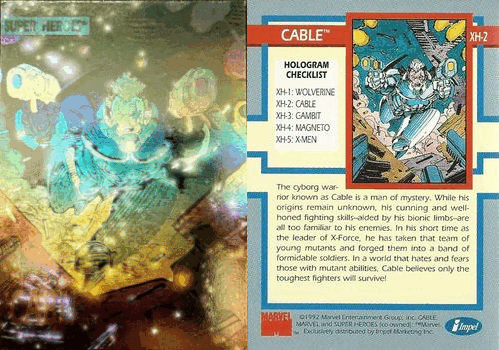 SUPER HEROES
CABLE™
XH-2
HOLOGRAM
CHECKLIST
XH-1: WOLVERINE
XH-2: CABLE
XH-3: GAMBIT
XH-4: MAGNETO
XH-5: X-MEN
The cyborg war-
rior known as Cable is a man of mystery. While his
origins remain unknown, his cunning and well-
honed fighting skills–aided by his bionic limbs–are
all too familiar to his enemies. In his short time as
the leader of X-Force, he has taken that team of
young mutants and forged them into a band of
formidable soldiers. In a world that hates and fears
those with mutant abilities, Cable believes only the
toughest fighters will survive!
MARVEL
©1992 Marvel Entertainment Group, Inc. CABLE,
MARVEL and SUPER HEROES (co-owned): ™Marvel.
Exclusively distributed by Impel Marketing Inc.
Impel